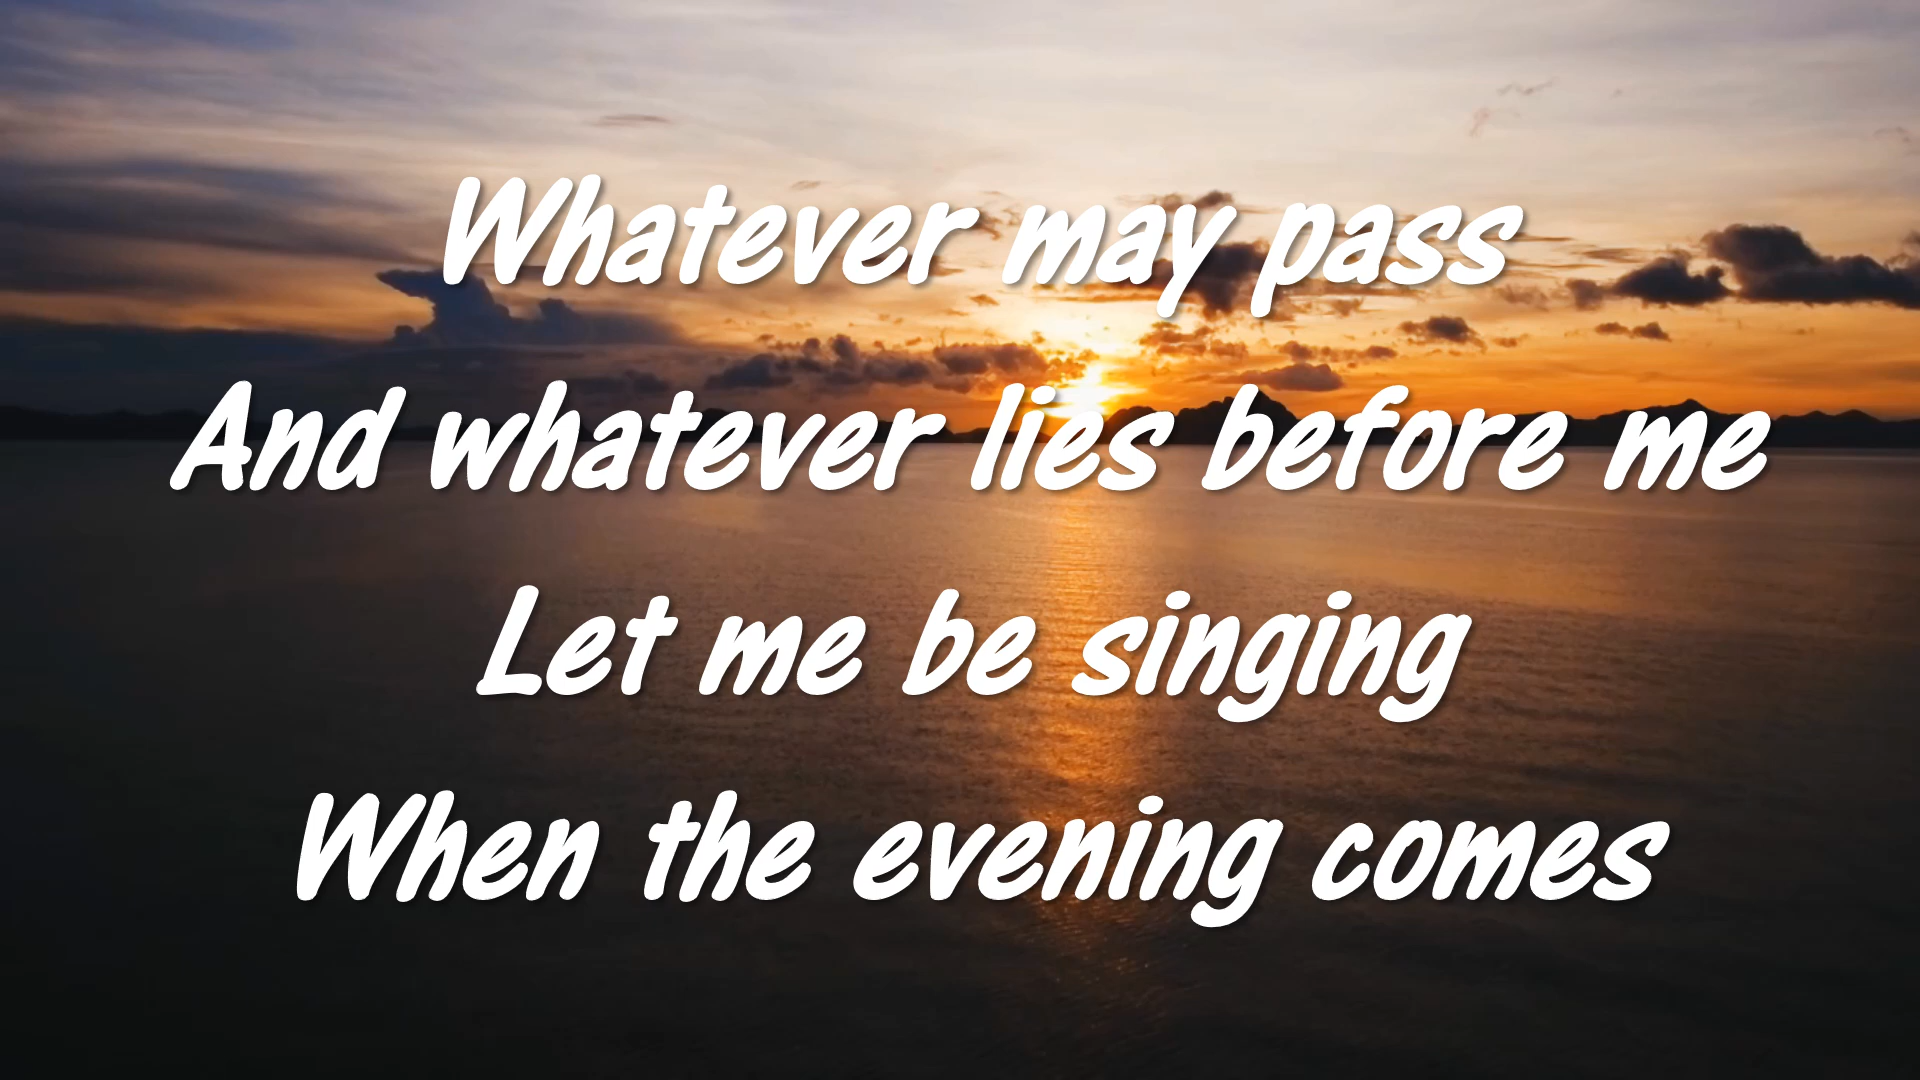 Whatever may pass
And whatever lies before me
Let me be singing
When the evening comes